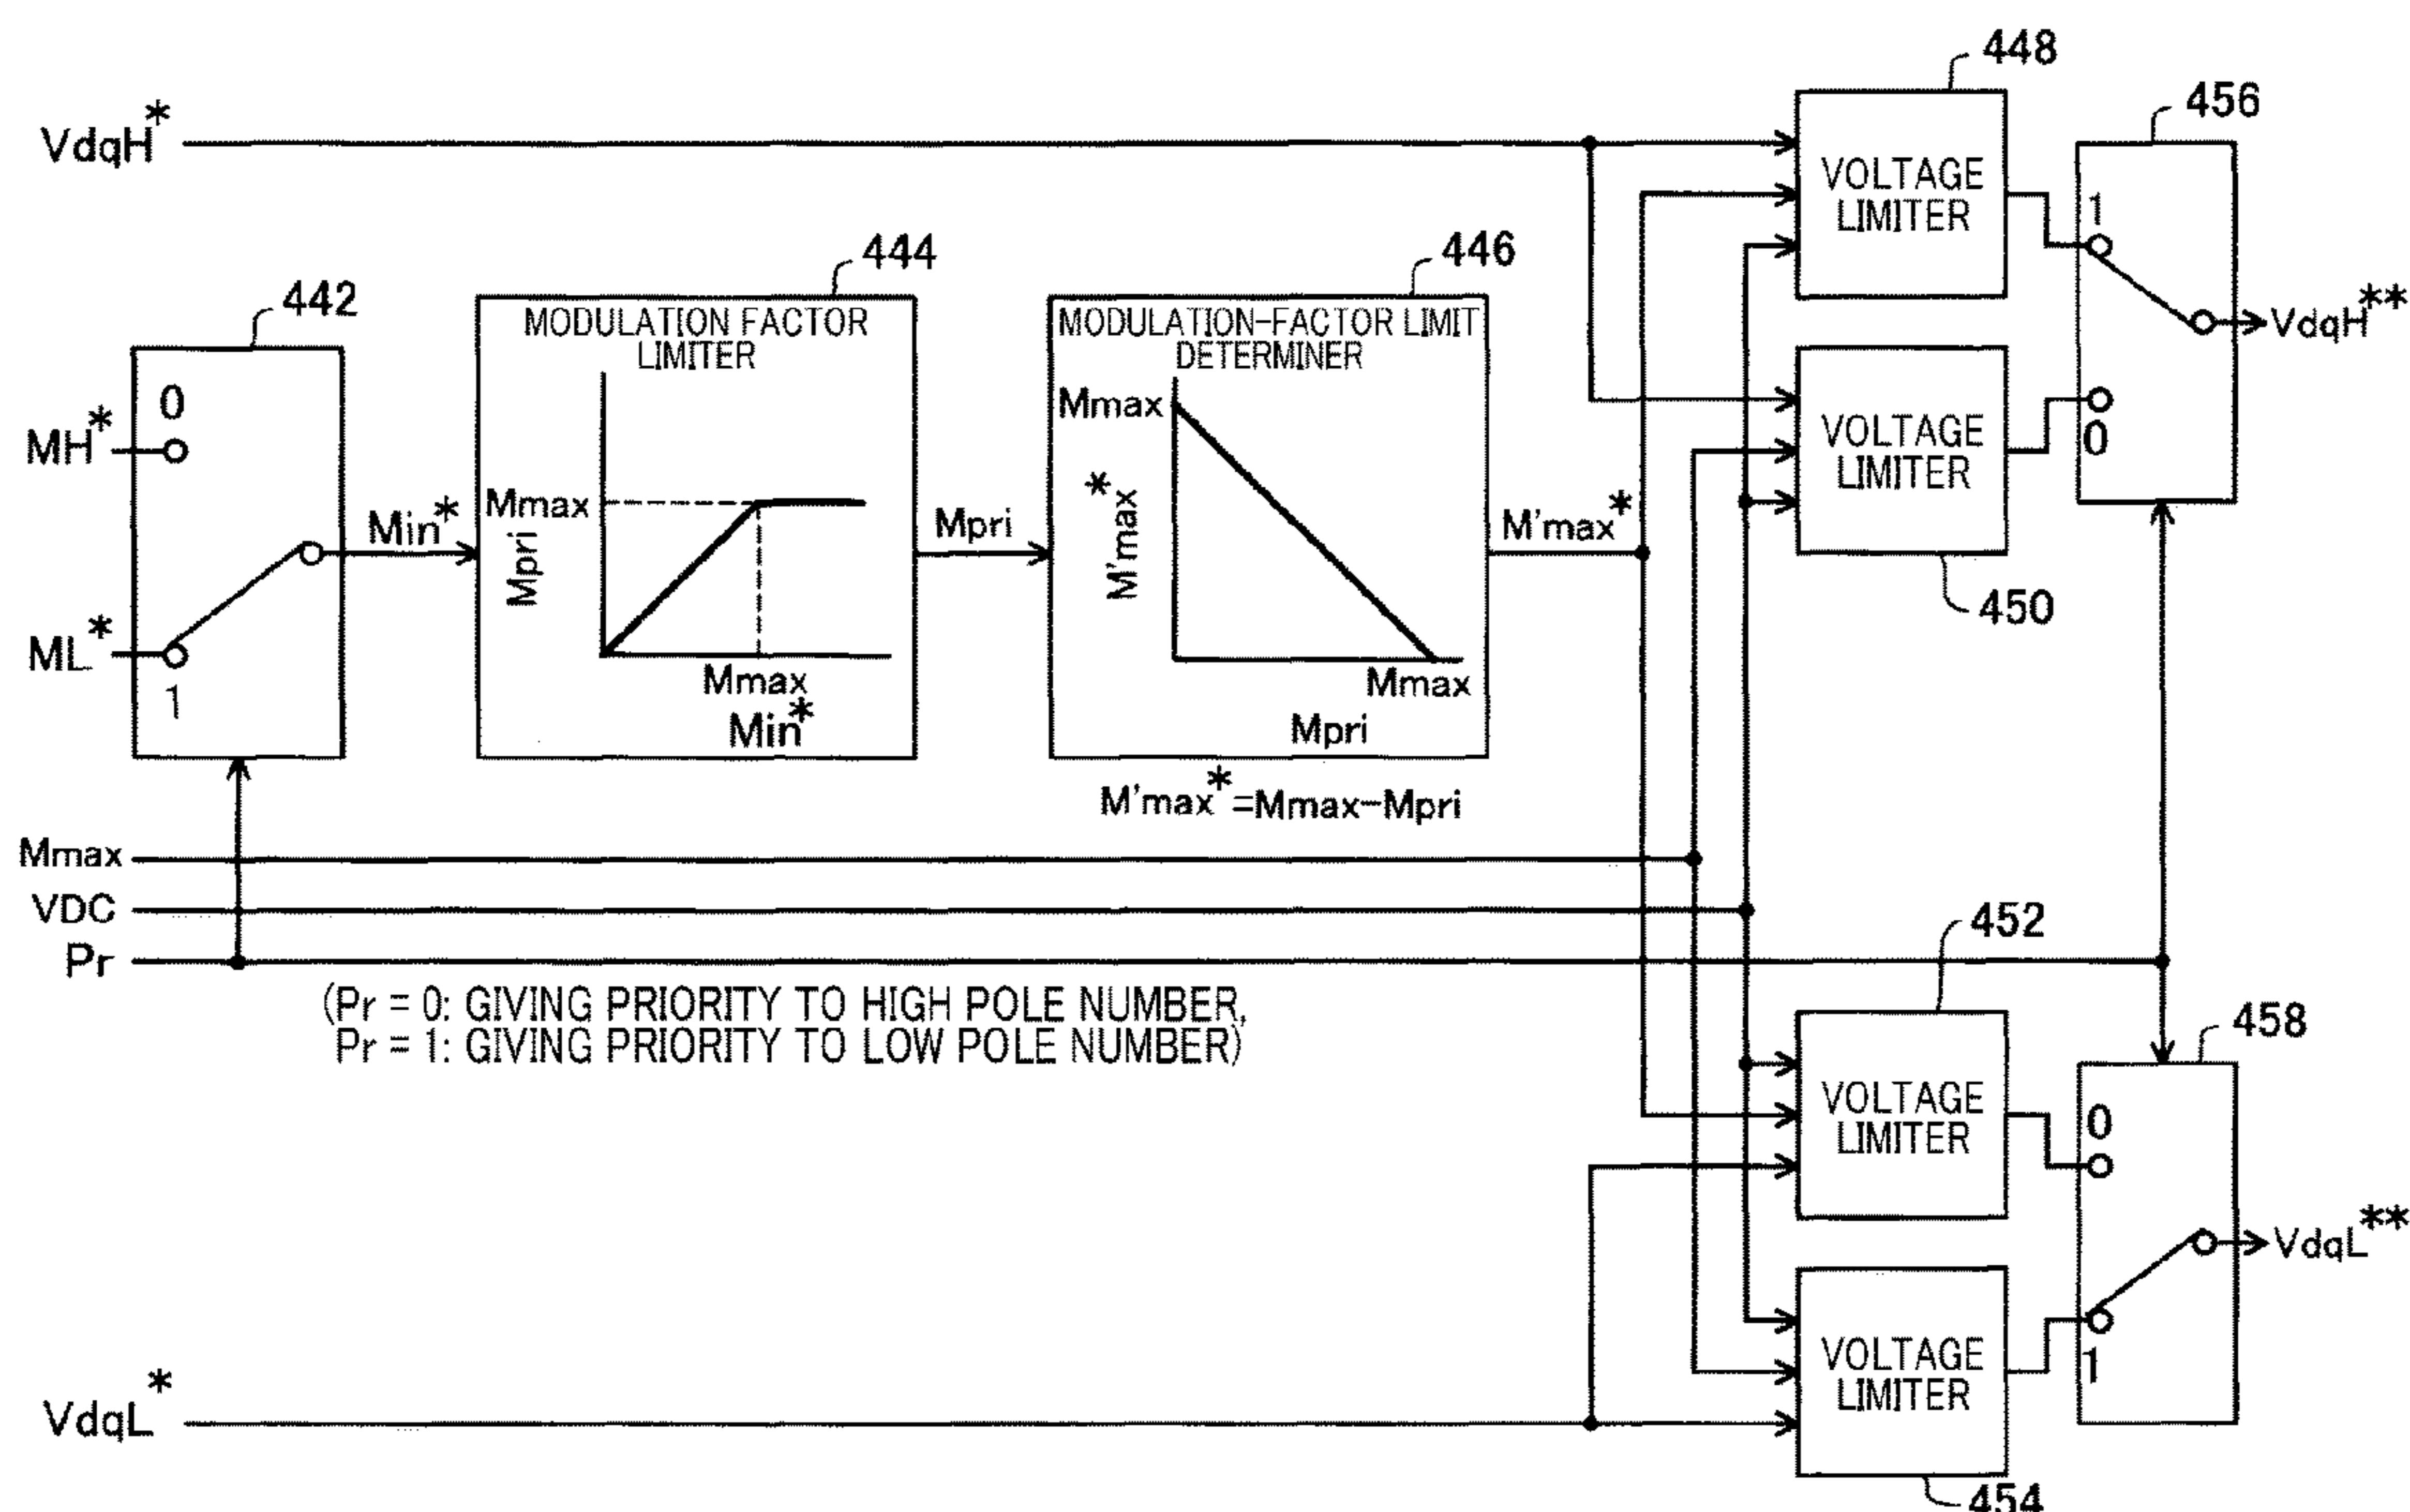 448
456
VdqH*
VOLTAGE
LIMITER
1
VdqH**
444
446
442
MODULATION FACTOR
LIMITER
MODULATION-FACTOR LIMIT
DETERMINER
0
MH*
ML*
1
Min*
Mmax
Mpri
Mmax
Min*
Mpri
Mmax
M'max*
Mmax
Mpri
M'max*
M'max*=Mmax-Mpri
VOLTAGE
LIMITER
0
450
Mmax
VDC
Pr
(Pr = 0: GIVING PRIORITY TO HIGH POLE NUMBER,
Pr = 1: GIVING PRIORITY TO LOW POLE NUMBER)
452
458
VOLTAGE
LIMITER
0
VdqL**
VOLTAGE
LIMITER
1
VdqL*
454